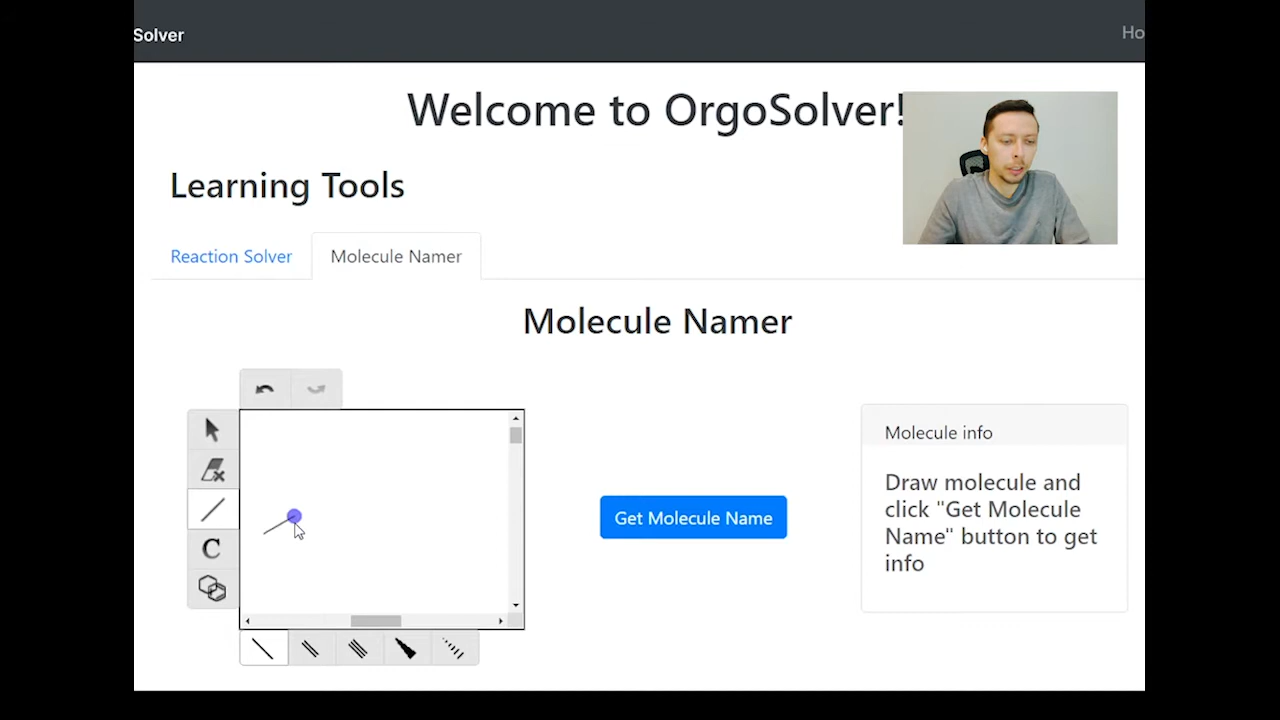 Solver
Ho
Welcome to OrgoSolver!
Learning Tools
Reaction Solver
Molecule Namer
Molecule Namer
C
Get Molecule Name
Molecule info
Draw molecule and
click "Get Molecule
Name" button to get
info